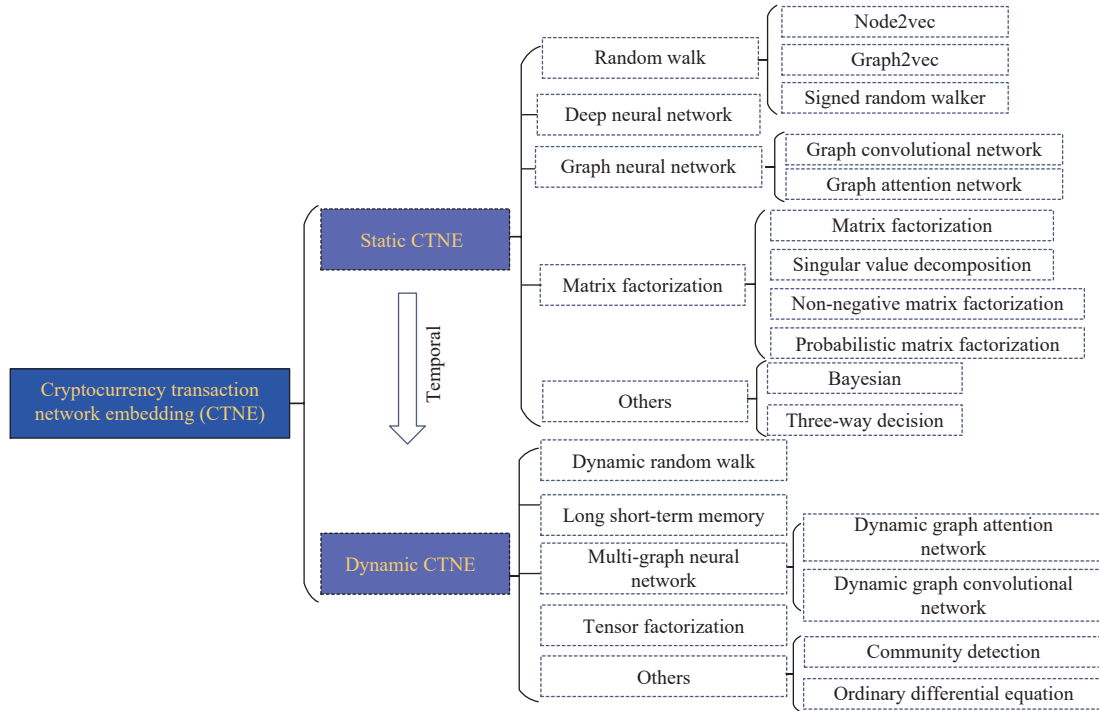 Cryptocurrency transaction
network embedding (CTNE)
Static CTNE
Temporal
Dynamic CTNE
Random walk
Node2vec
Graph2vec
Signed random walker
Deep neural network
Graph neural network
Graph convolutional network
Graph attention network
Matrix factorization
Matrix factorization
Singular value decomposition
Non-negative matrix factorization
Probabilistic matrix factorization
Others
Bayesian
Three-way decision
Dynamic random walk
Long short-term memory
Multi-graph neural
network
Dynamic graph attention
network
Dynamic graph convolutional
network
Tensor factorization
Others
Community detection
Ordinary differential equation